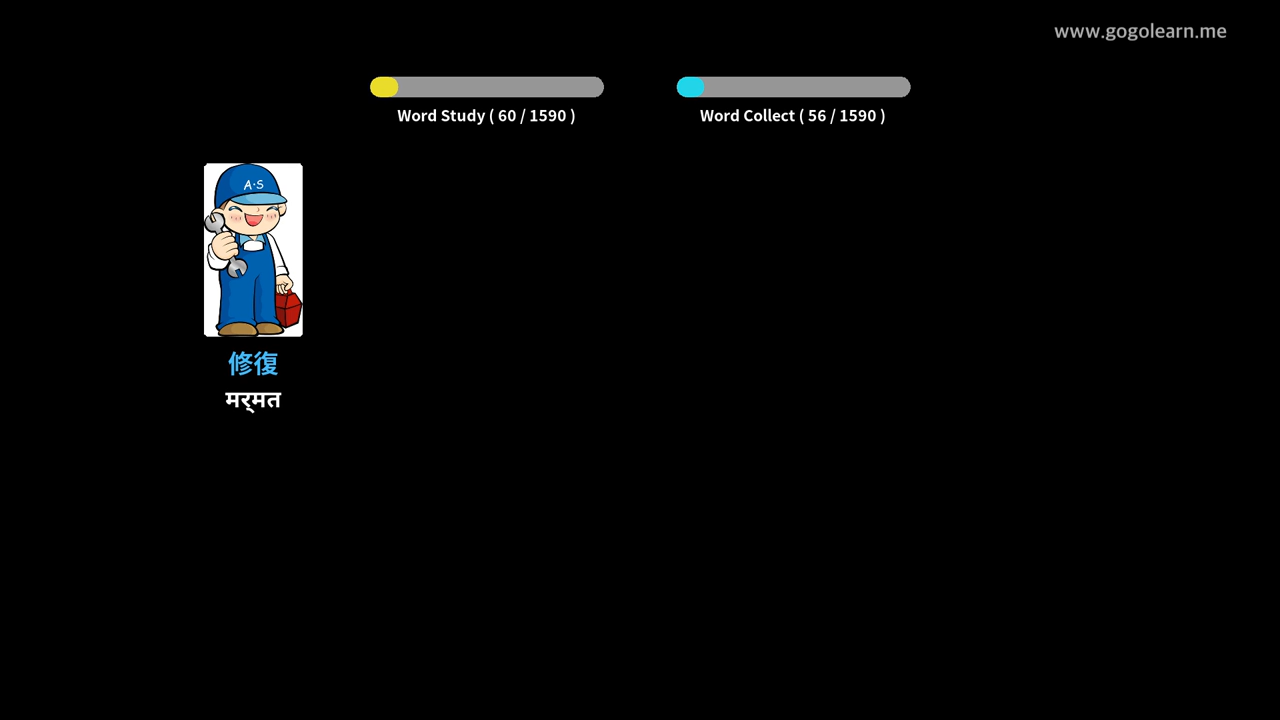 www.gogolearn.me
Word Study ( 60 / 1590 )
Word Collect ( 56 / 1590 )
A·S
修復
मर्‍मत